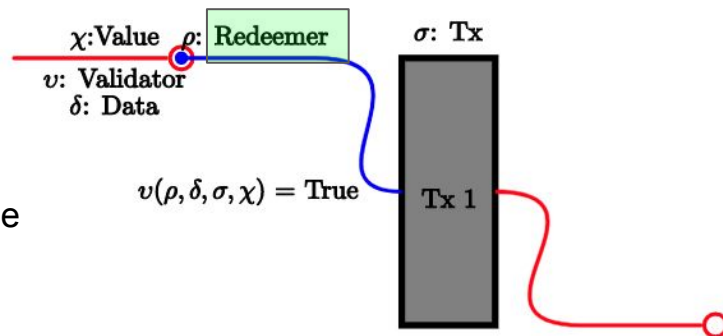 χ:Value ρ: Redeemer σ: Tx
υ: Validator
δ: Data
υ(ρ, δ, σ, χ) = True Tx 1
e